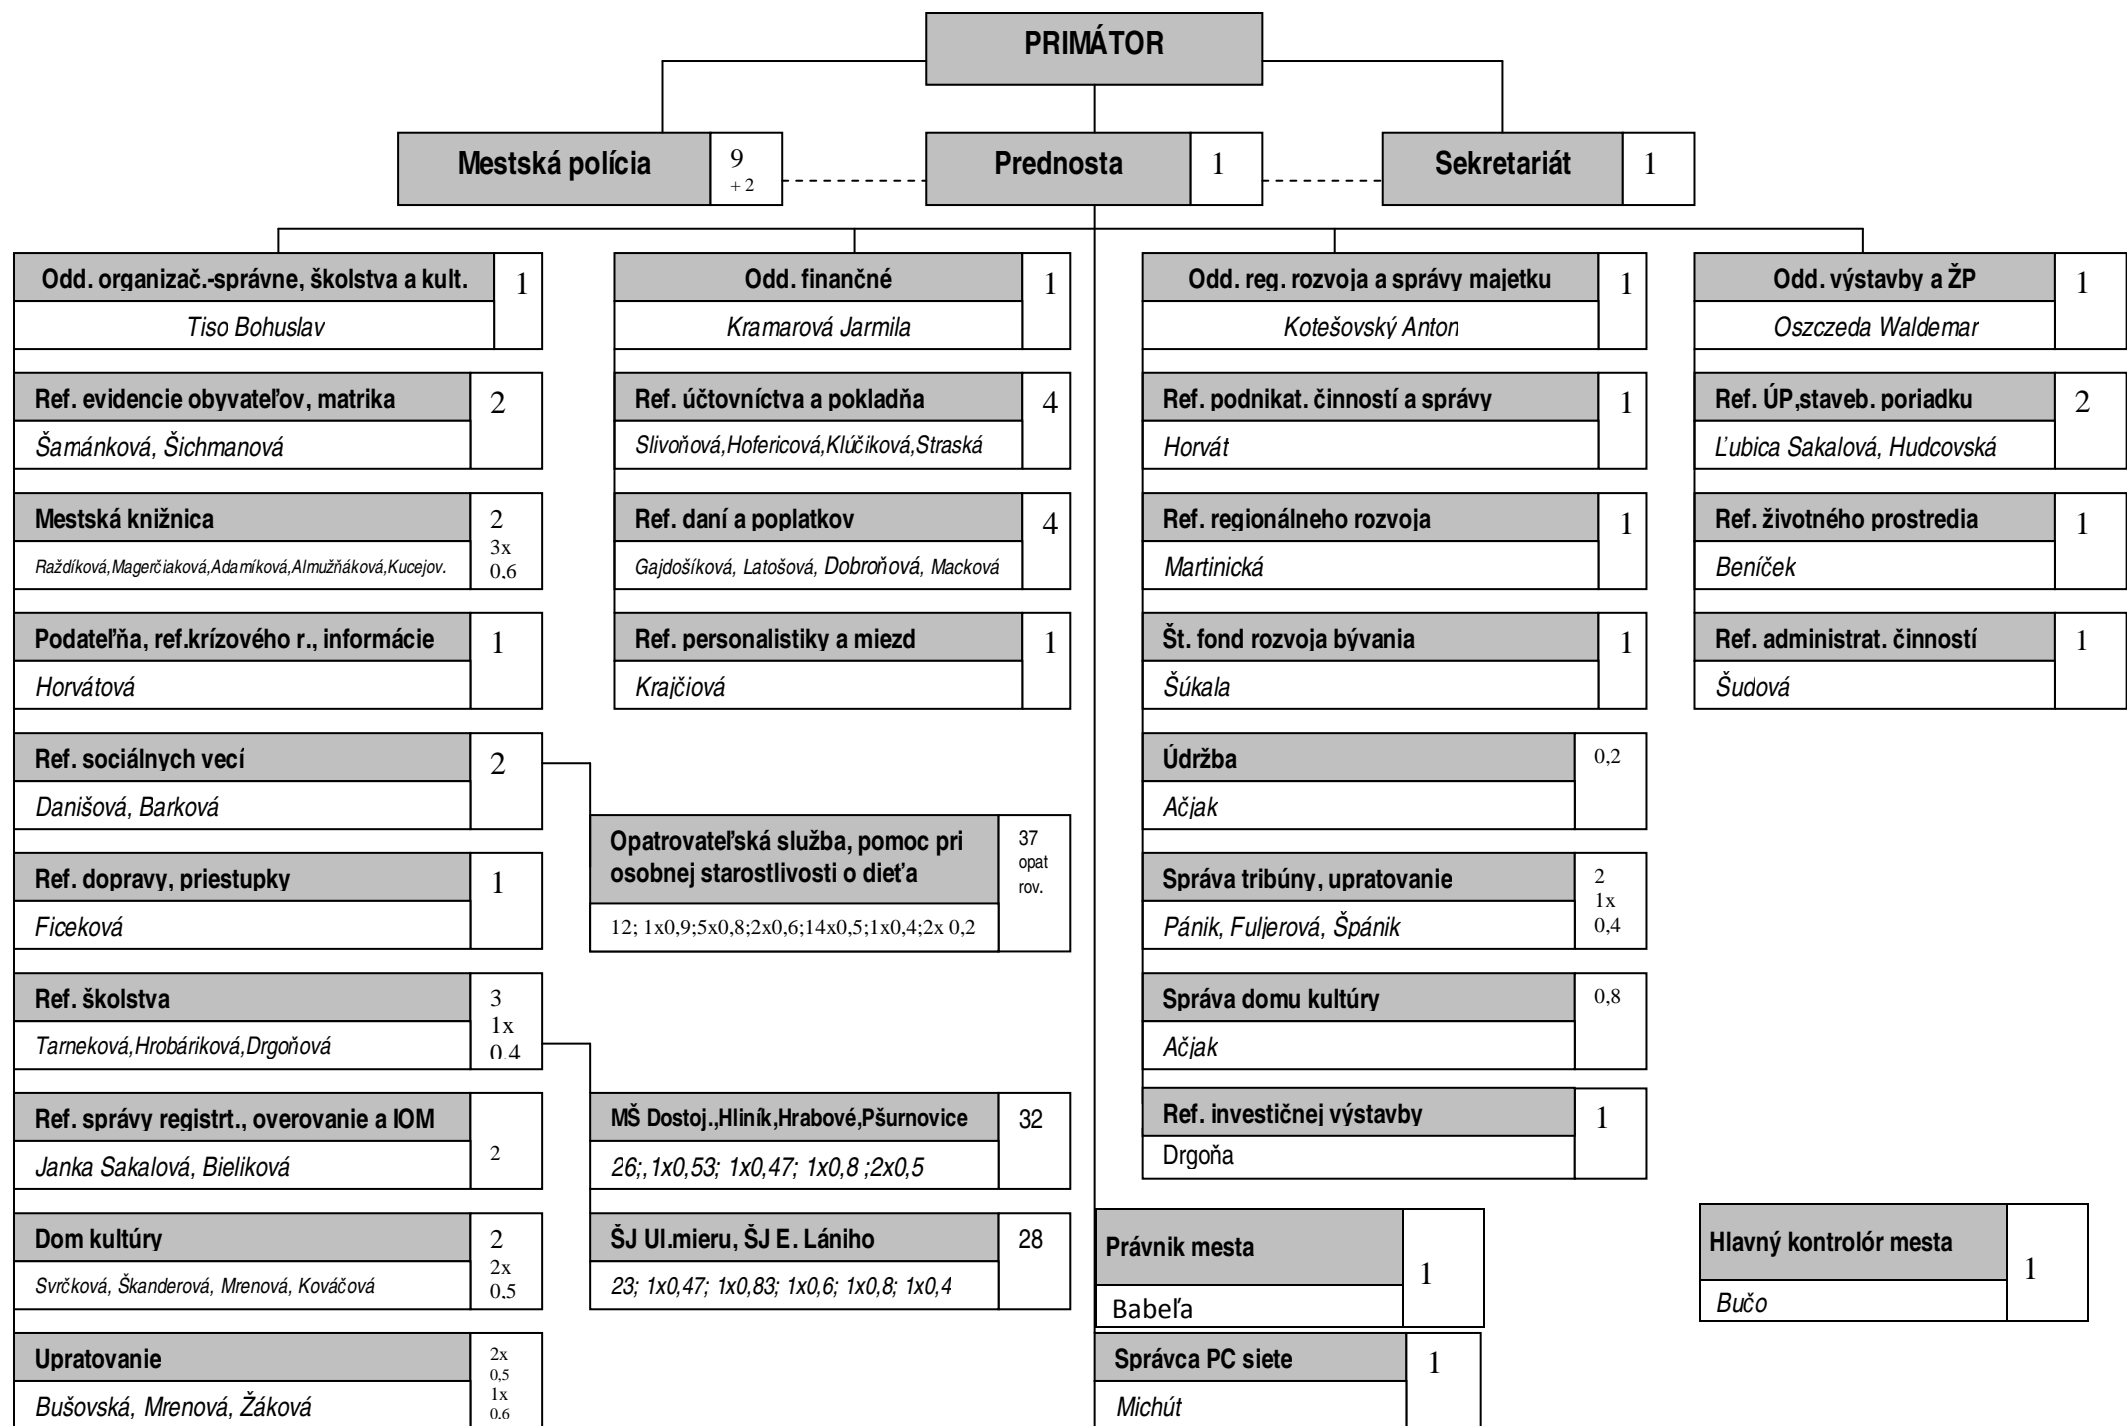 PRIMÁTOR
Mestská polícia
9
+ 2
Prednosta
1
Sekretariát
1
Odd. organizač.-správne, školstva a kult.
1
Tiso Bohuslav
Ref. evidencie obyvateľov, matrika
2
Šamánková, Šichmanová
Mestská knižnica
2
3x
0,6
Raždíková,Magerčiaková,Adamíková,Almužňáková,Kucejov.
Podateľňa, ref.krízového r., informácie
1
Horvátová
Ref. sociálnych vecí
2
Danišová, Barková
Ref. dopravy, priestupky
1
Ficeková
Ref. školstva
3
1x
0,4
Tarneková,Hrobáriková,Drgoňová
Ref. správy registrt., overovanie a IOM
2
Janka Sakalová, Bieliková
Dom kultúry
2
2x
0,5
Svrčková, Škanderová, Mrenová, Kováčová
Upratovanie
2x
0,5
1x
0,6
Bušovská, Mrenová, Žáková
Odd. finančné
1
Kramarová Jarmila
Ref. účtovníctva a pokladňa
4
Slivoňová,Hofericová,Klúčiková,Straská
Ref. daní a poplatkov
4
Gajdošíková, Latošová, Dobroňová, Macková
Ref. personalistiky a miezd
1
Krajčiová
Opatrovateľská služba, pomoc pri
osobnej starostlivosti o dieťa
37
opat
rov.
12; 1x0,9;5x0,8;2x0,6;14x0,5;1x0,4;2x 0,2
MŠ Dostoj.,Hliník,Hrabové,Pšurnovice
32
26;,1x0,53; 1x0,47; 1x0,8 ;2x0,5
ŠJ Ul.mieru, ŠJ E. Lániho
28
23; 1x0,47; 1x0,83; 1x0,6; 1x0,8; 1x0,4
Odd. reg. rozvoja a správy majetku
1
Kotešovský Anton
Ref. podnikat. činností a správy
1
Horvát
Ref. regionálneho rozvoja
1
Martinická
Št. fond rozvoja bývania
1
Šúkala
Údržba
0,2
Ačjak
Správa tribúny, upratovanie
2
1x
0,4
Pánik, Fuljerová, Špánik
Správa domu kultúry
0,8
Ačjak
Ref. investičnej výstavby
1
Drgoňa
Právnik mesta
1
Babeľa
Správca PC siete
1
Michút
Odd. výstavby a ŽP
1
Oszczeda Waldemar
Ref. ÚP,staveb. poriadku
2
Ľubica Sakalová, Hudcovská
Ref. životného prostredia
1
Beníček
Ref. administrat. činností
1
Šudová
Hlavný kontrolór mesta
1
Bučo